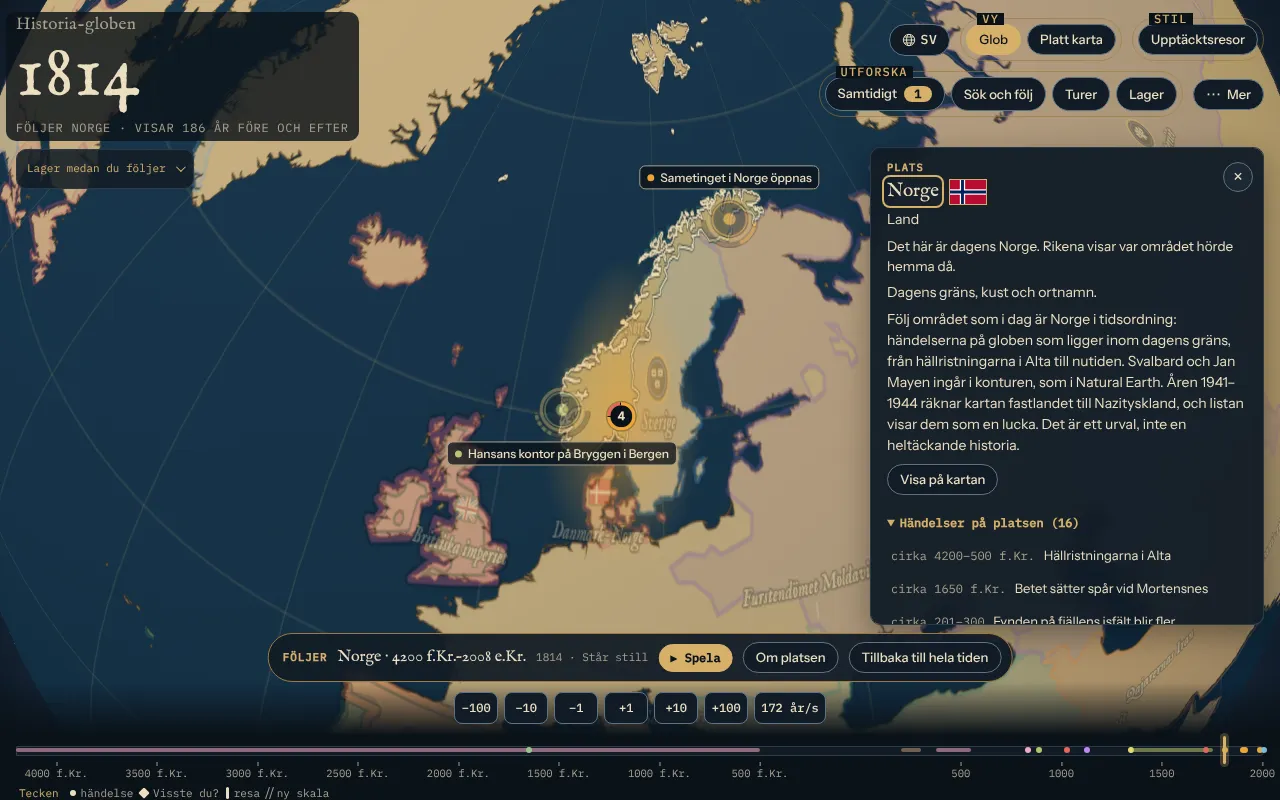 Historia-globen
1814
FÖLJER NORGE · VISAR 186 ÅR FÖRE OCH EFTER
Lager medan du följer
SV
VY
Glob
Platt karta
STIL
Upptäcktsresor
UTFORSKA
Samtidigt 1
Sök och följ
Turer
Lager
··· Mer
Sametinget i Norge öppnas
4
Sverige
Hansans kontor på Bryggen i Bergen
Danmark-Norge
Brittiska imperiet
Furstendömet Moldavi
PLATS
×
Norge
Land
Det här är dagens Norge. Rikena visar var området hörde
hemma då.
Dagens gräns, kust och ortnamn.
Följ området som i dag är Norge i tidsordning:
händelserna på globen som ligger inom dagens gräns,
från hällristningarna i Alta till nutiden. Svalbard och Jan
Mayen ingår i konturen, som i Natural Earth. Åren 1941–
1944 räknar kartan fastlandet till Nazityskland, och listan
visar dem som en lucka. Det är ett urval, inte en
heltäckande historia.
Visa på kartan
▼ Händelser på platsen (16)
cirka 4200–500 f.Kr. Hällristningarna i Alta
cirka 1650 f.Kr. Betet sätter spår vid Mortensnes
cirka 201–300 Fynden på fjällens isfält blir fler
FÖLJER Norge · 4200 f.Kr.–2008 e.Kr. 1814 · Står still
▶ Spela
Om platsen
Tillbaka till hela tiden
−100 −10 −1 +1 +10 +100 172 år/s
4000 f.Kr. 3500 f.Kr. 3000 f.Kr. 2500 f.Kr. 2000 f.Kr. 1500 f.Kr. 1000 f.Kr. 500 f.Kr. 500 1000 1500 2000
Tecken händelse Visste du? resa // ny skala